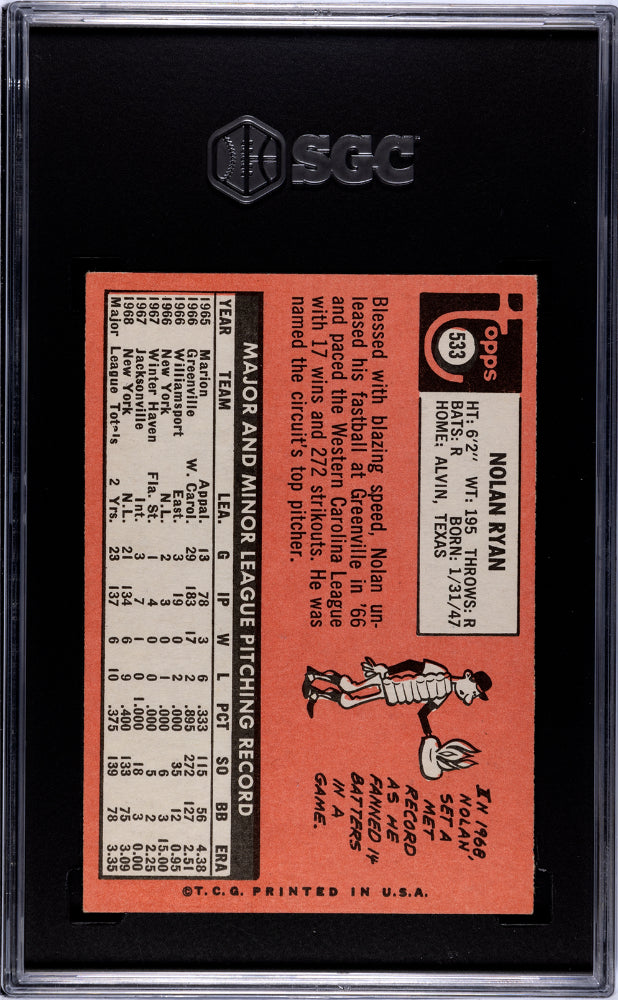 SGC
Topps
533
NOLAN RYAN
HT: 6'2" WT: 195 THROWS: R
BATS: R BORN: 1/31/47
HOME: ALVIN, TEXAS
Blessed with blazing speed, Nolan un-
leased his fastball at Greenville in '66
and paced the Western Carolina League
with 17 wins and 272 strikouts. He was
named the circuit's top pitcher.
IN 1968
NOLAN,
SET A
MET
RECORD
AS HE
FANNED 14
BATTERS
IN A
GAME.
MAJOR AND MINOR LEAGUE PITCHING RECORD
YEAR TEAM LEA. G IP W L PCT SO BB ERA
1965 Marion Appal. 13 78 3 6 .333 115 56 4.38
1966 Greenville W. Carol. 29 183 17 2 .895 272 127 2.51
1966 Williamsport East. 3 19 0 2 .000 35 12 0.95
1966 New York N.L. 2 3 0 1 .000 6 3 15.00
1967 Winter Haven Fla. St. 1 4 0 0 .000 5 2 2.25
1967 Jacksonville Int. 3 7 1 0 1.000 18 3 0.00
1968 New York N.L. 21 134 6 9 .400 133 75 3.09
Major League Totals 2 Yrs. 23 137 6 10 .375 139 78 3.35
©T.C.G. PRINTED IN U.S.A.